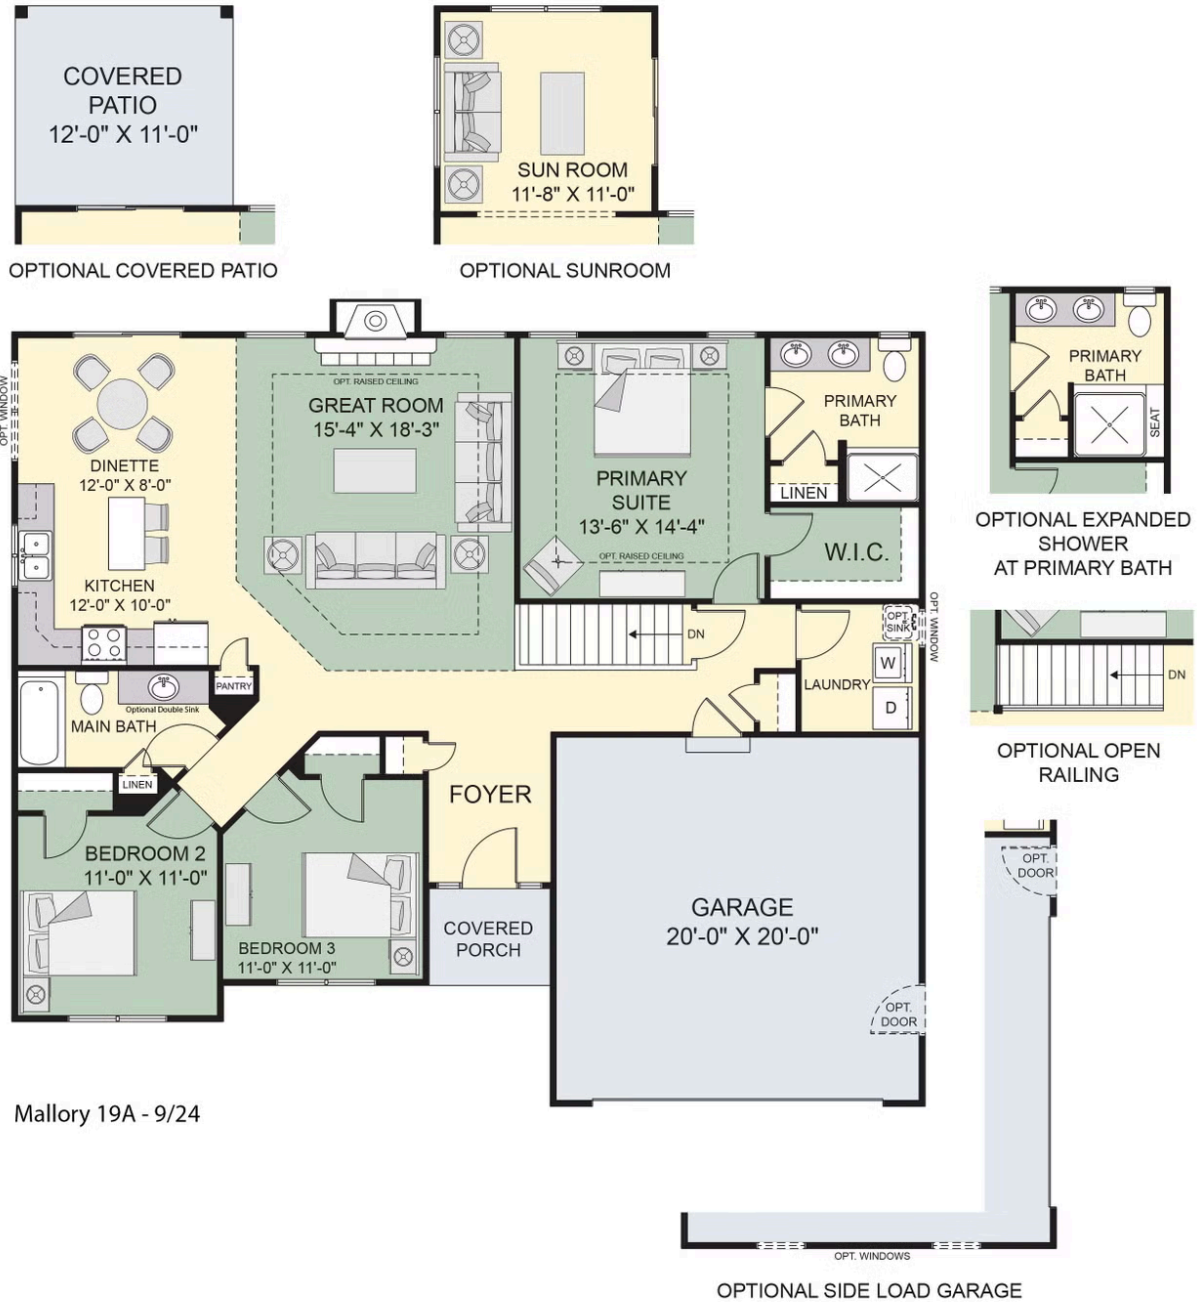 COVERED
PATIO
12'-0" X 11'-0"
OPTIONAL COVERED PATIO
SUN ROOM
11'-8" X 11'-0"
OPTIONAL SUNROOM
OPT. WINDOW
DINETTE
12'-0" X 8'-0"
KITCHEN
12'-0" X 10'-0"
OPT. RAISED CEILING
GREAT ROOM
15'-4" X 18'-3"
PRIMARY
SUITE
13'-6" X 14'-4"
OPT. RAISED CEILING
PRIMARY
BATH
LINEN
W.I.C.
DN
OPT.
SINK
OPT. WINDOW
W
LAUNDRY
D
PANTRY
Optional Double Sink
MAIN BATH
LINEN
BEDROOM 2
11'-0" X 11'-0"
BEDROOM 3
11'-0" X 11'-0"
FOYER
COVERED
PORCH
GARAGE
20'-0" X 20'-0"
OPT.
DOOR
PRIMARY
BATH
SEAT
OPTIONAL EXPANDED
SHOWER
AT PRIMARY BATH
DN
OPTIONAL OPEN
RAILING
OPT.
DOOR
OPT. WINDOWS
OPTIONAL SIDE LOAD GARAGE
Mallory 19A - 9/24